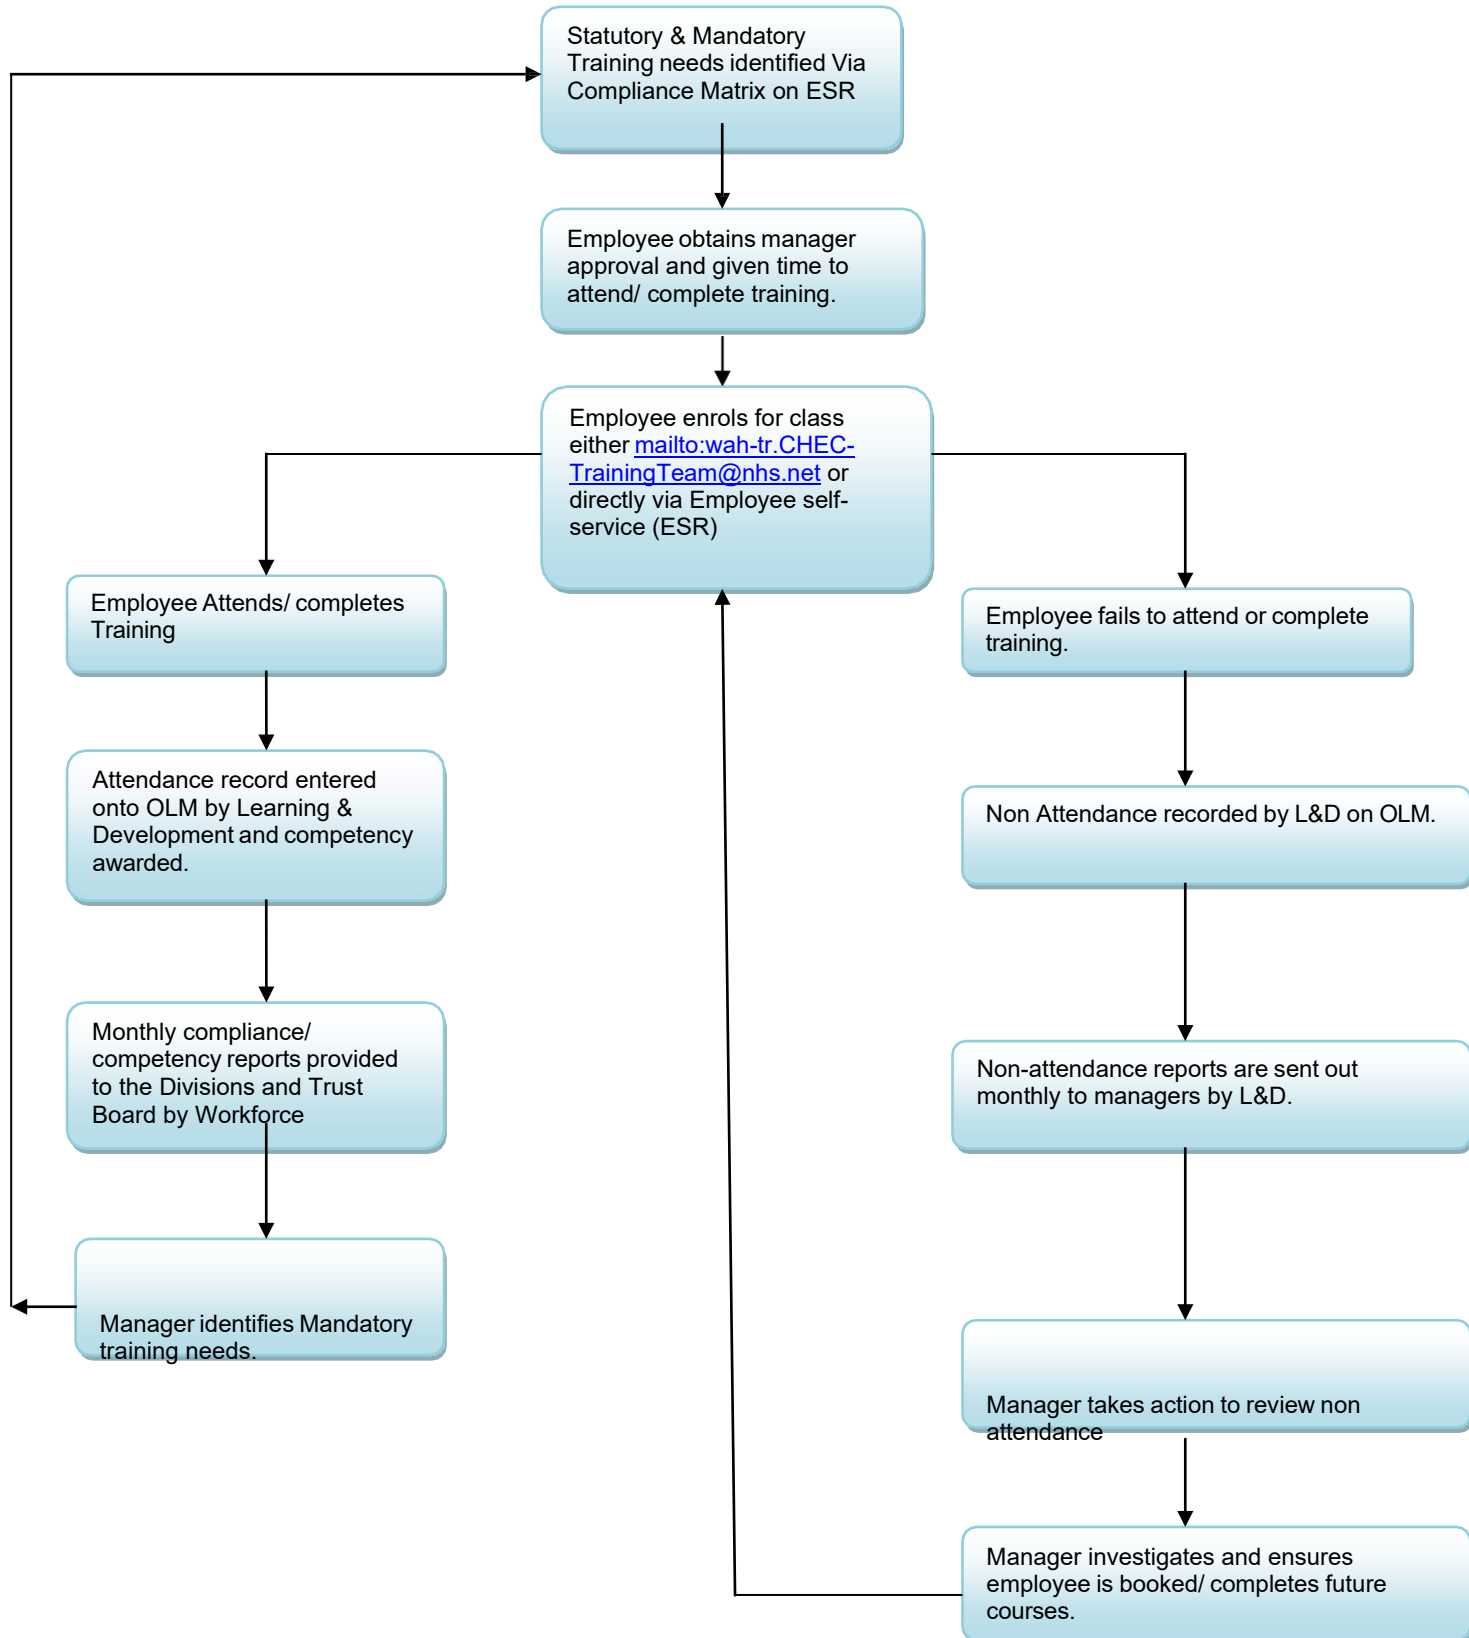 Statutory & Mandatory
Training needs identified Via
Compliance Matrix on ESR
Employee obtains manager
approval and given time to
attend/ complete training.
Employee enrols for class
either mailto:wah-tr.CHEC-
TrainingTeam@nhs.net or
directly via Employee self-
service (ESR)
Employee Attends/ completes
Training
Attendance record entered
onto OLM by Learning &
Development and competency
awarded.
Monthly compliance/
competency reports provided
to the Divisions and Trust
Board by Workforce
Manager identifies Mandatory
training needs.
Employee fails to attend or complete
training.
Non Attendance recorded by L&D on OLM.
Non-attendance reports are sent out
monthly to managers by L&D.
Manager takes action to review non
attendance
Manager investigates and ensures
employee is booked/ completes future
courses.